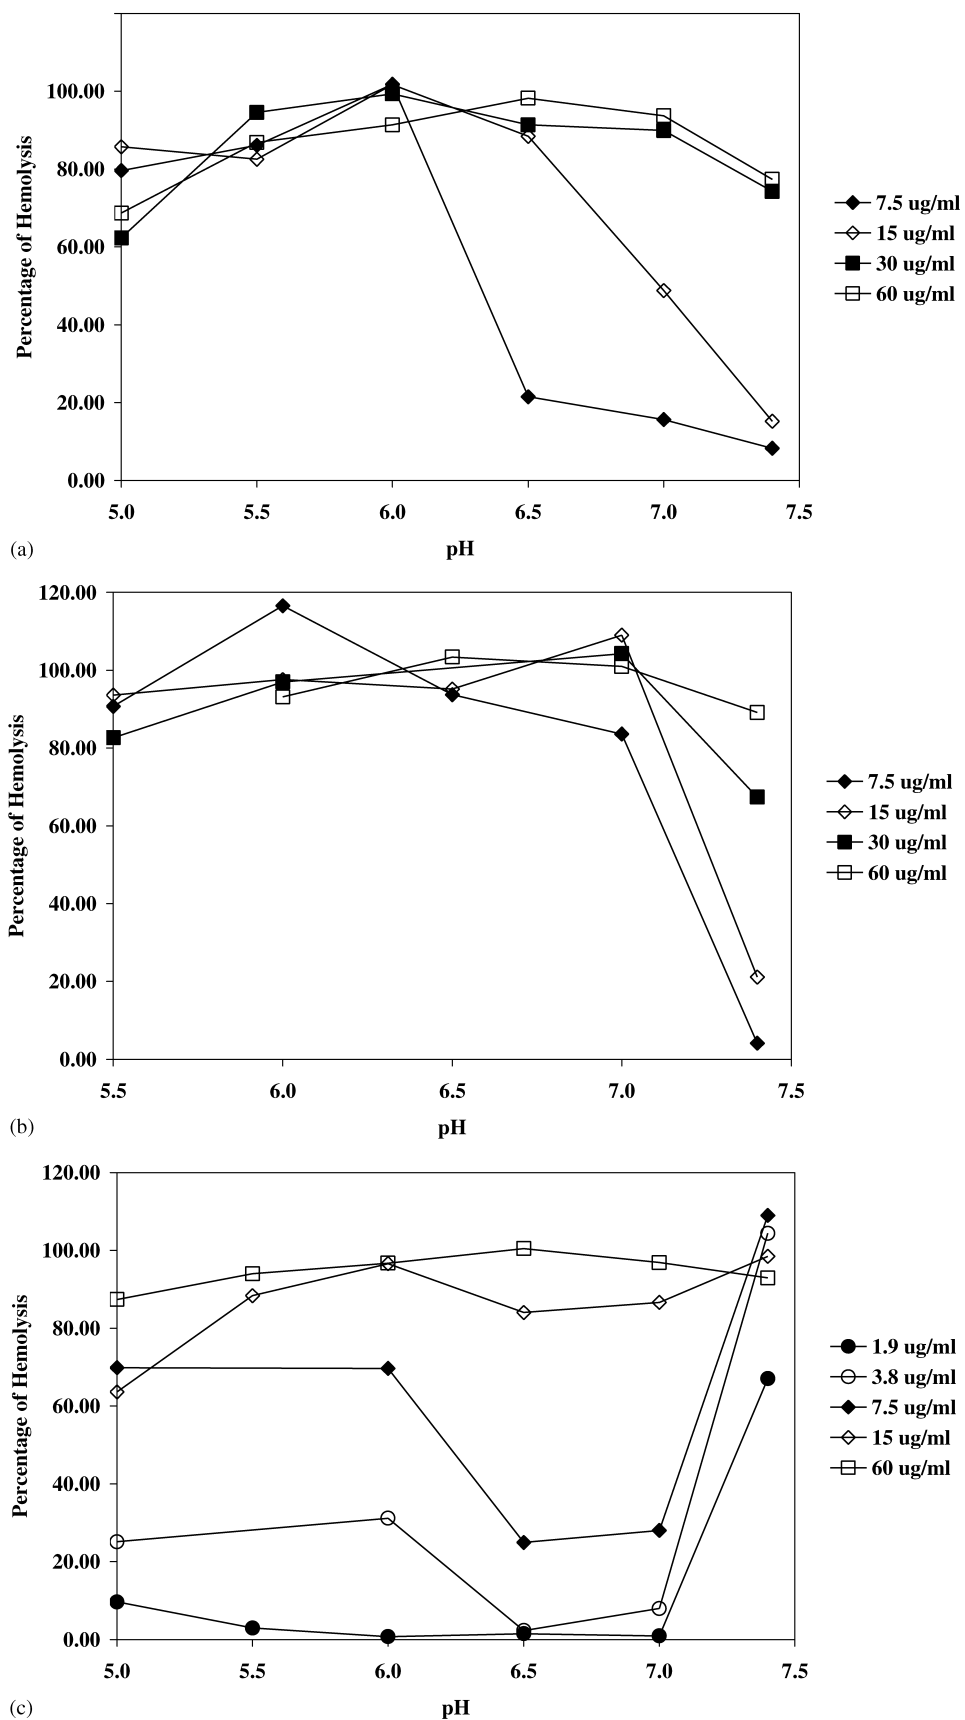 100.00
80.00
60.00
40.00
20.00
0.00
Percentage of Hemolysis
5.0 5.5 6.0 6.5 7.0 7.5
pH
7.5 ug/ml
15 ug/ml
30 ug/ml
60 ug/ml
(a)
120.00
100.00
80.00
60.00
40.00
20.00
0.00
Percentage of Hemolysis
5.5 6.0 6.5 7.0 7.5
pH
7.5 ug/ml
15 ug/ml
30 ug/ml
60 ug/ml
(b)
120.00
100.00
80.00
60.00
40.00
20.00
0.00
Percentage of Hemolysis
5.0 5.5 6.0 6.5 7.0 7.5
pH
1.9 ug/ml
3.8 ug/ml
7.5 ug/ml
15 ug/ml
60 ug/ml
(c)